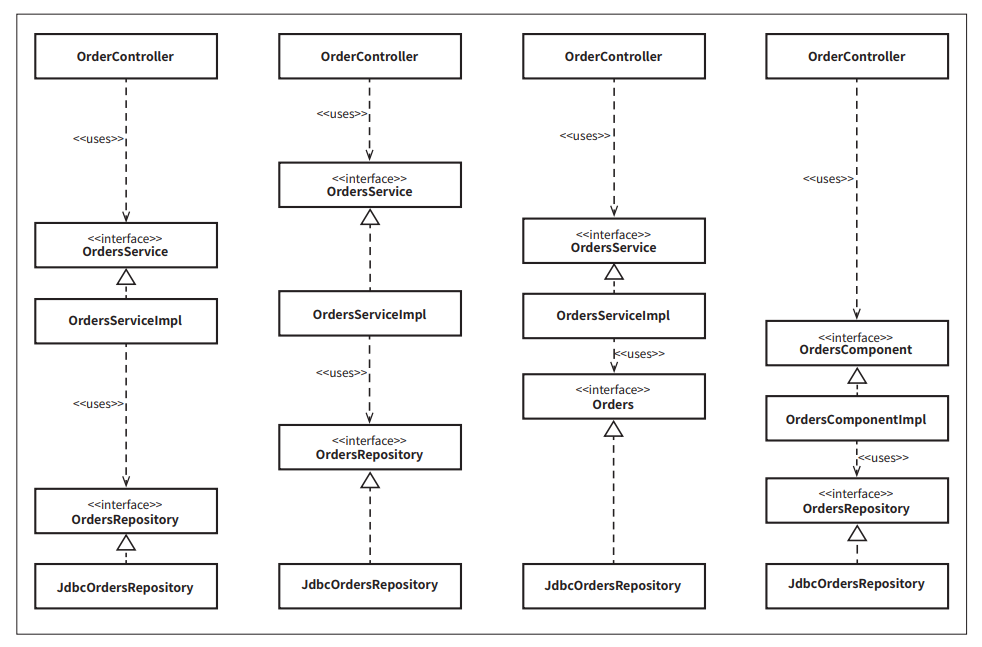 OrderController
<<uses>>
<<interface>>
OrdersService
OrdersServiceImpl
<<uses>>
<<interface>>
OrdersRepository
JdbcOrdersRepository
OrderController
<<uses>>
<<interface>>
OrdersService
OrdersServiceImpl
<<uses>>
<<interface>>
OrdersRepository
JdbcOrdersRepository
OrderController
<<uses>>
<<interface>>
OrdersService
OrdersServiceImpl
<<uses>>
<<interface>>
Orders
JdbcOrdersRepository
OrderController
<<uses>>
<<interface>>
OrdersComponent
OrdersComponentImpl
<<uses>>
<<interface>>
OrdersRepository
JdbcOrdersRepository